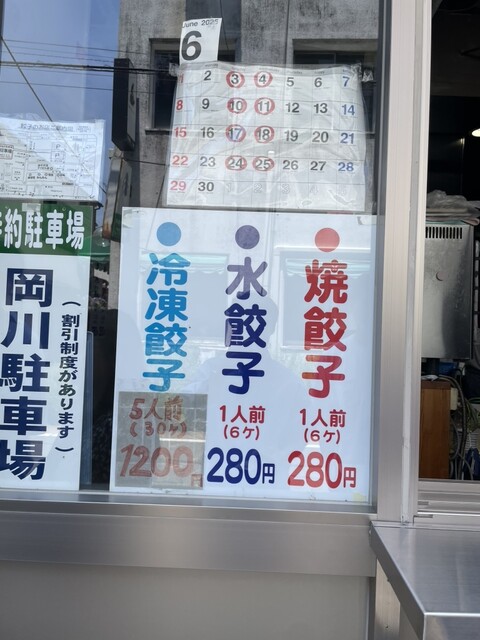 June 2025
6
1 2 3 4 5 6 7
8 9 10 11 12 13 14
15 16 17 18 19 20 21
22 23 24 25 26 27 28
29 30
約駐車場
岡川駐車場
(割引制度があります)
冷凍餃子
5人前
(30ケ)
1200円
水餃子
1人前
(6ケ)
280円
焼餃子
1人前
(6ケ)
280円